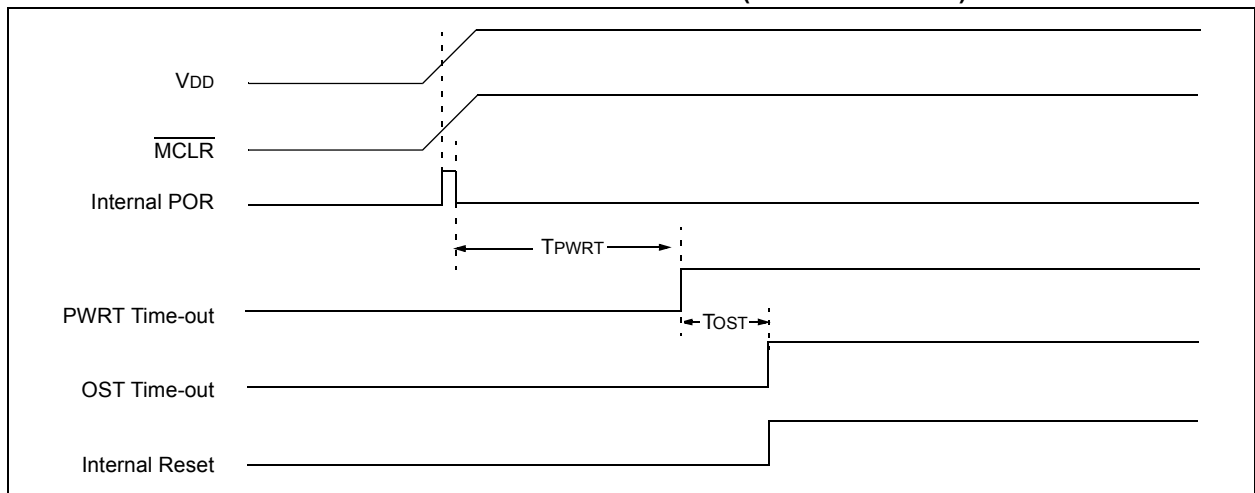 VDD
MCLR
Internal POR
TPWRT
PWRT Time-out
TOST
OST Time-out
Internal Reset